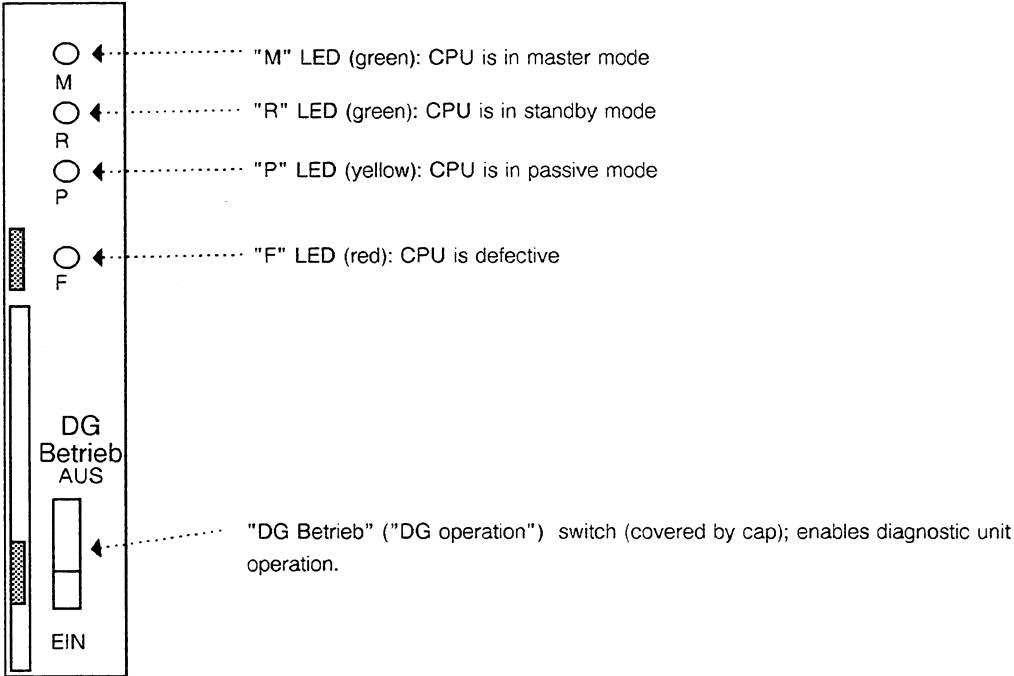 "M" LED (green): CPU is in master mode
M
"R" LED (green): CPU is in standby mode
R
"P" LED (yellow): CPU is in passive mode
P
"F" LED (red): CPU is defective
F
DG
Betrieb
AUS
"DG Betrieb" ("DG operation") switch (covered by cap); enables diagnostic unit
operation.
EIN